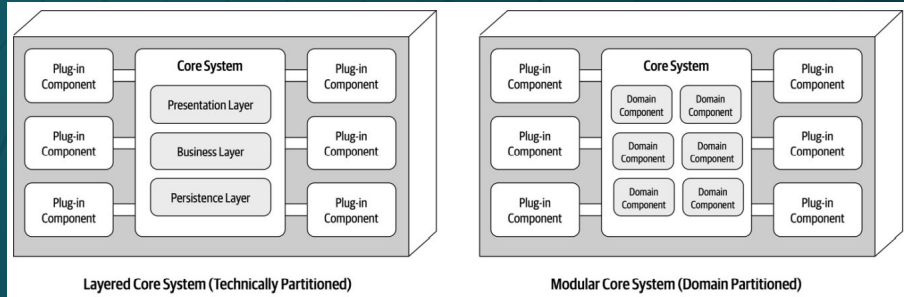 Plug-in
Component
Plug-in
Component
Plug-in
Component
Core System
Presentation Layer
Business Layer
Persistence Layer
Plug-in
Component
Plug-in
Component
Plug-in
Component
Layered Core System (Technically Partitioned)
Plug-in
Component
Plug-in
Component
Plug-in
Component
Core System
Domain
Component
Domain
Component
Domain
Component
Domain
Component
Domain
Component
Domain
Component
Plug-in
Component
Plug-in
Component
Plug-in
Component
Modular Core System (Domain Partitioned)